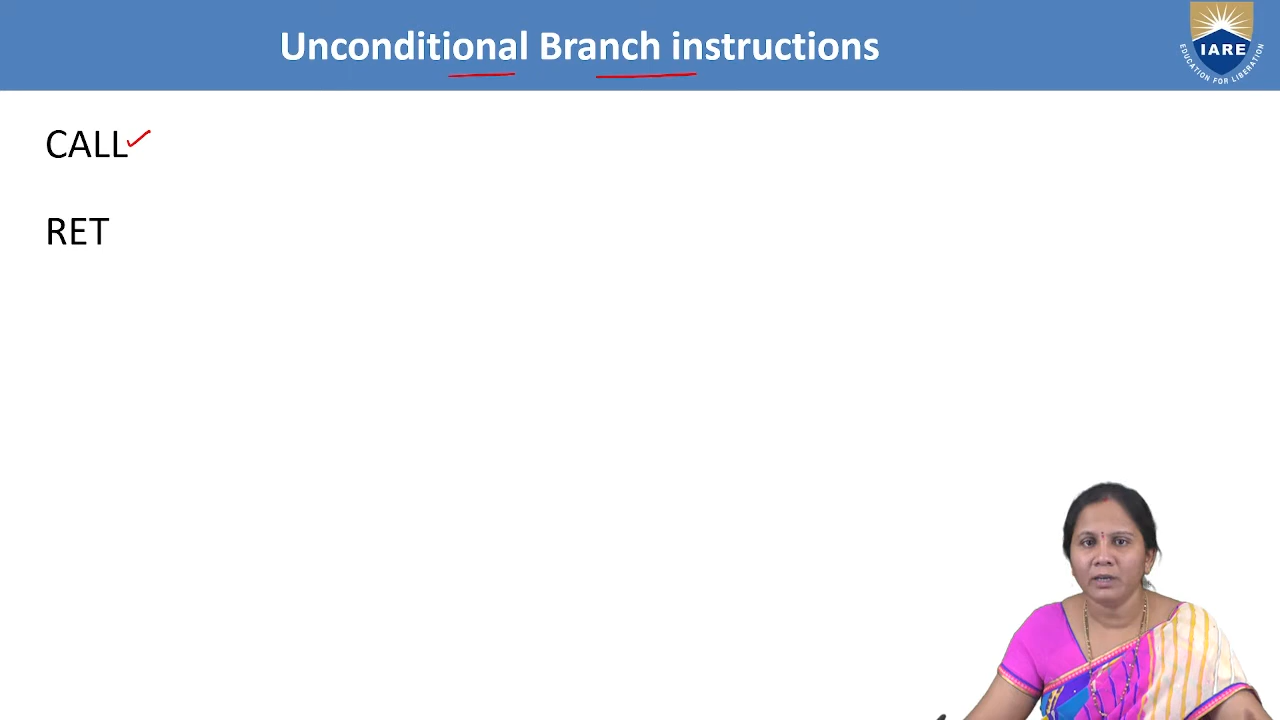 Unconditional Branch instructions
IARE
EDUCATION FOR LIBERATION
CALL
RET